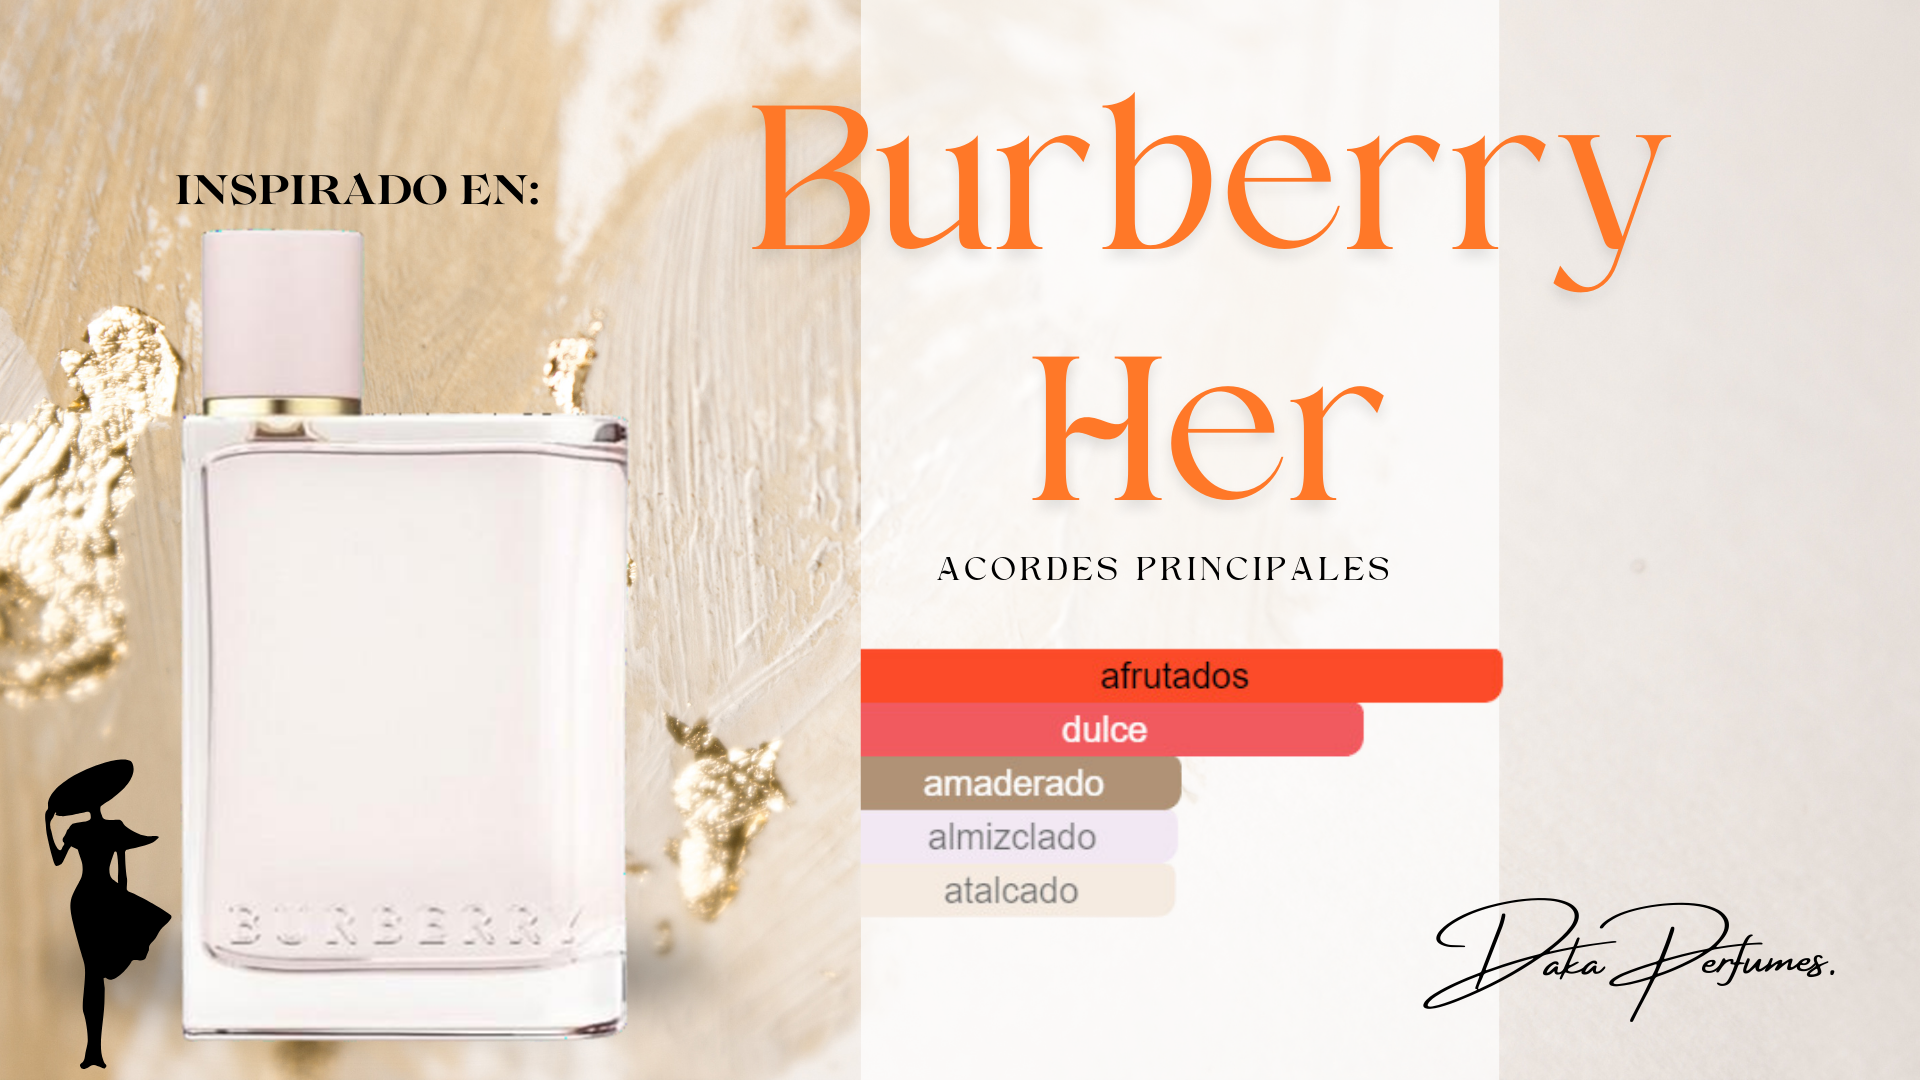 INSPIRADO EN:
Burberry
Her
ACORDES PRINCIPALES
afrutados
dulce
amaderado
almizclado
atalcado
BURBERRY
Daka Perfumes.